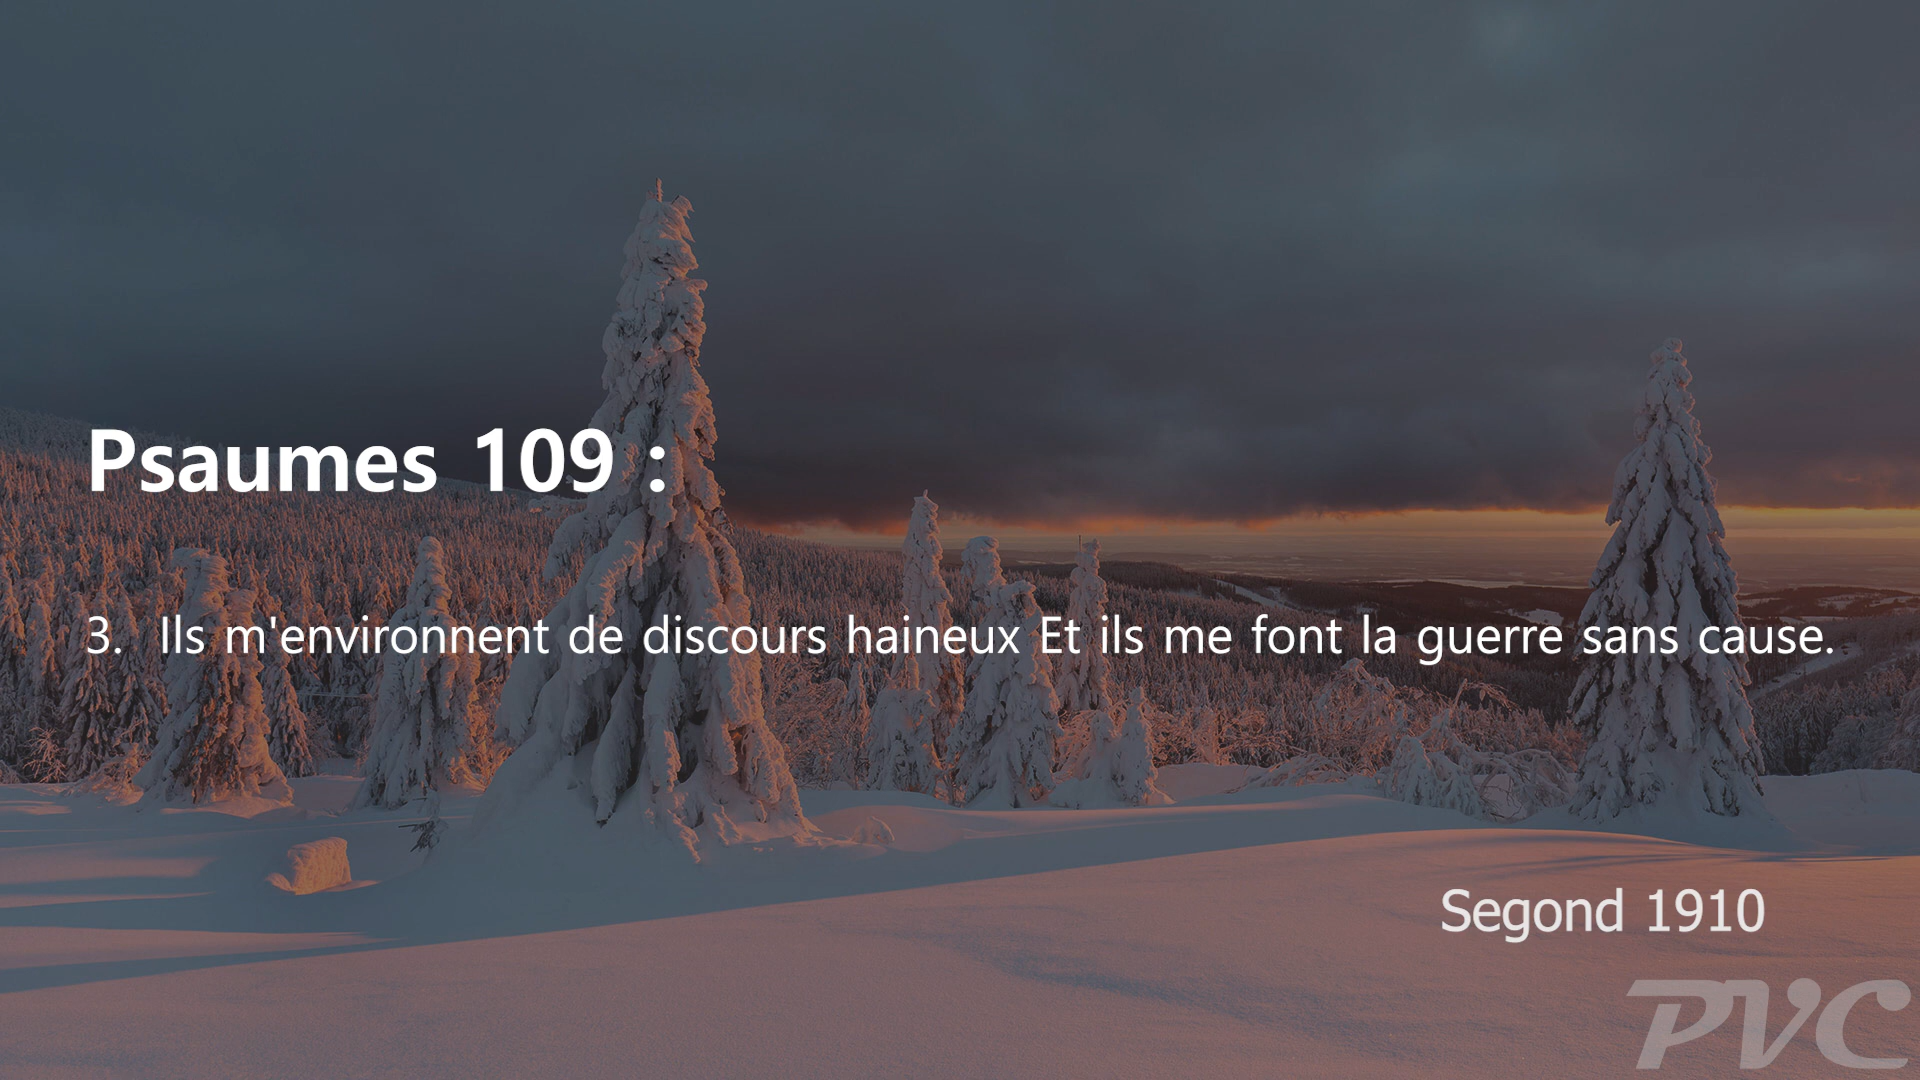 Psaumes 109 :
3. Ils m'environnent de discours haineux Et ils me font la guerre sans cause.
Segond 1910
PVC